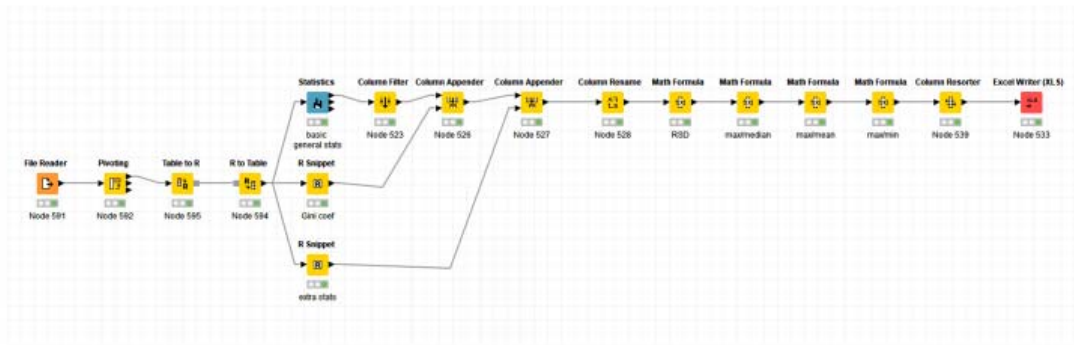 Statistics
Column Filter
Column Appender
Column Appender
Column Rename
Math Formula
Math Formula
Math Formula
Math Formula
Column Resorter
Excel Writer (XLS)
basic
general stats
Node 523
Node 526
Node 527
Node 528
RSD
max/median
max/mean
max/min
Node 539
Node 533
File Reader
Pivoting
Table to R
R to Table
R Snippet
Node 591
Node 592
Node 595
Node 594
Gini coef
R Snippet
extra stats